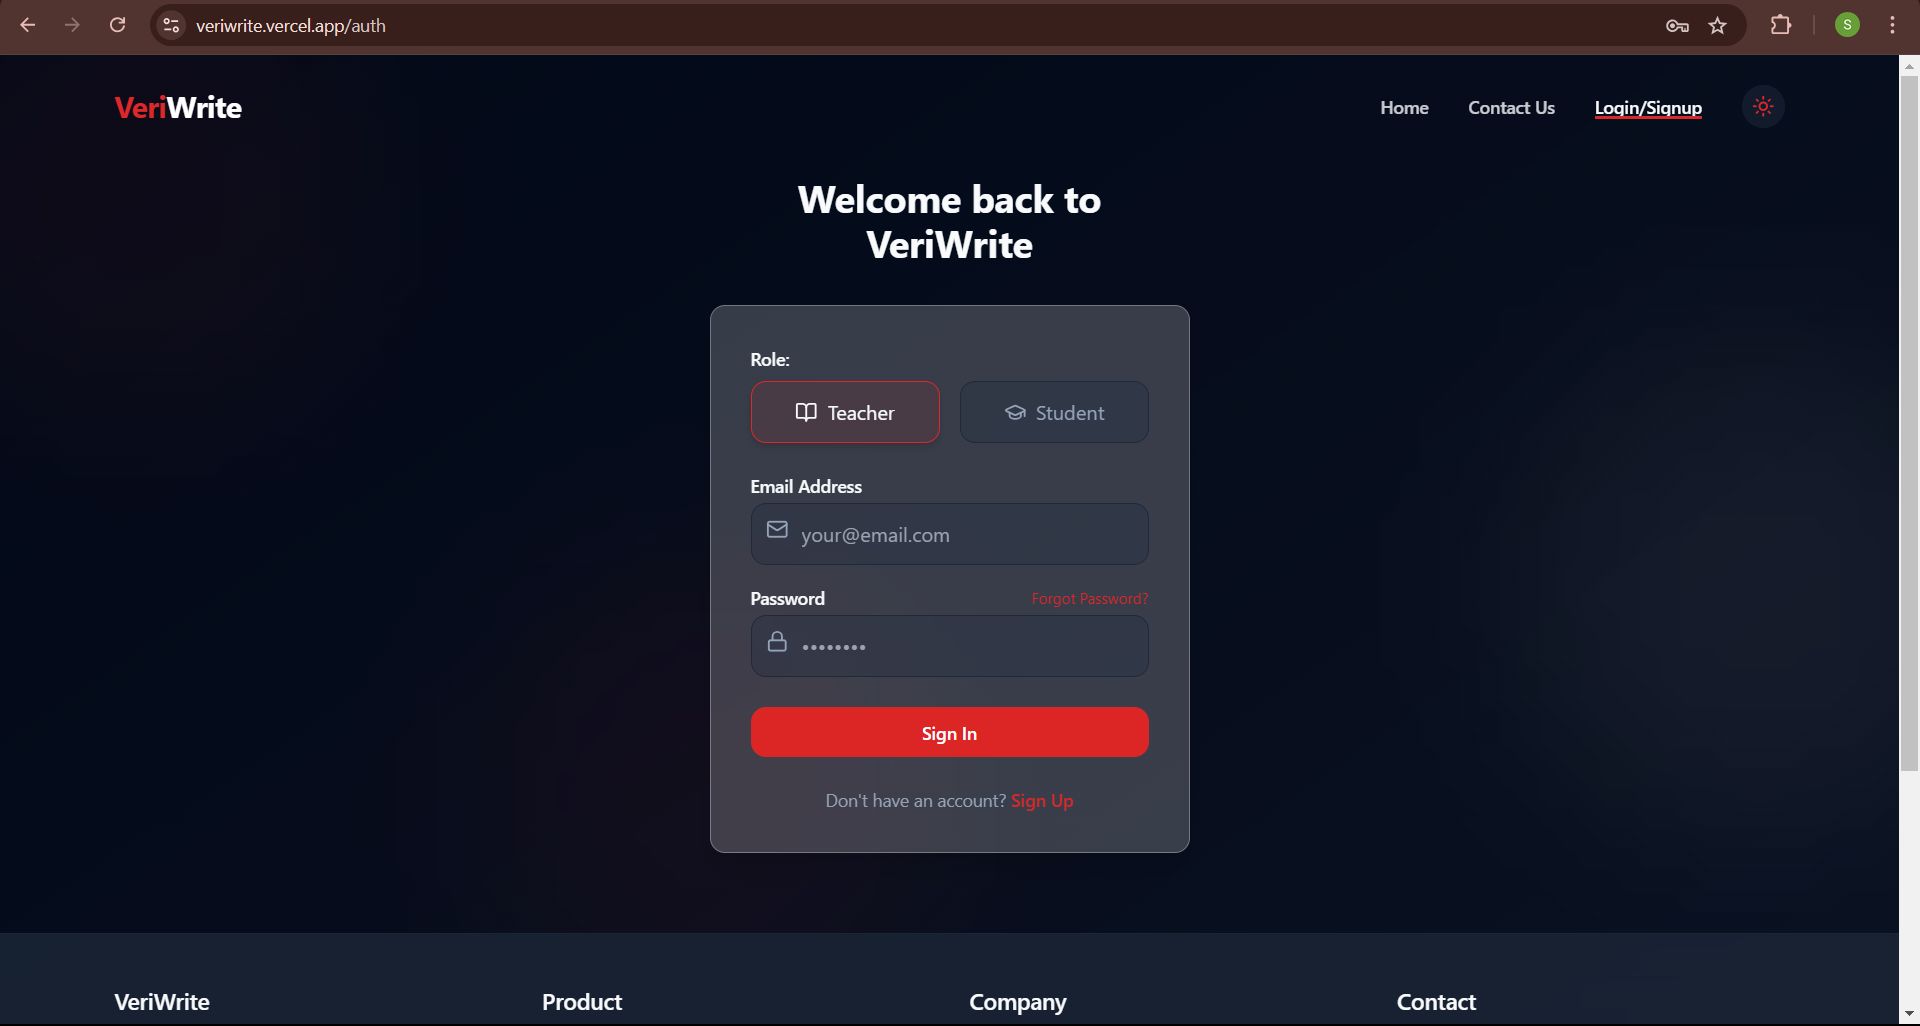 veriwrite.vercel.app/auth
S
VeriWrite
Home
Contact Us
Login/Signup
Welcome back to
VeriWrite
Role:
Teacher
Student
Email Address
your@email.com
Password
Forgot Password?
••••••••
Sign In
Don't have an account? Sign Up
VeriWrite
Product
Company
Contact